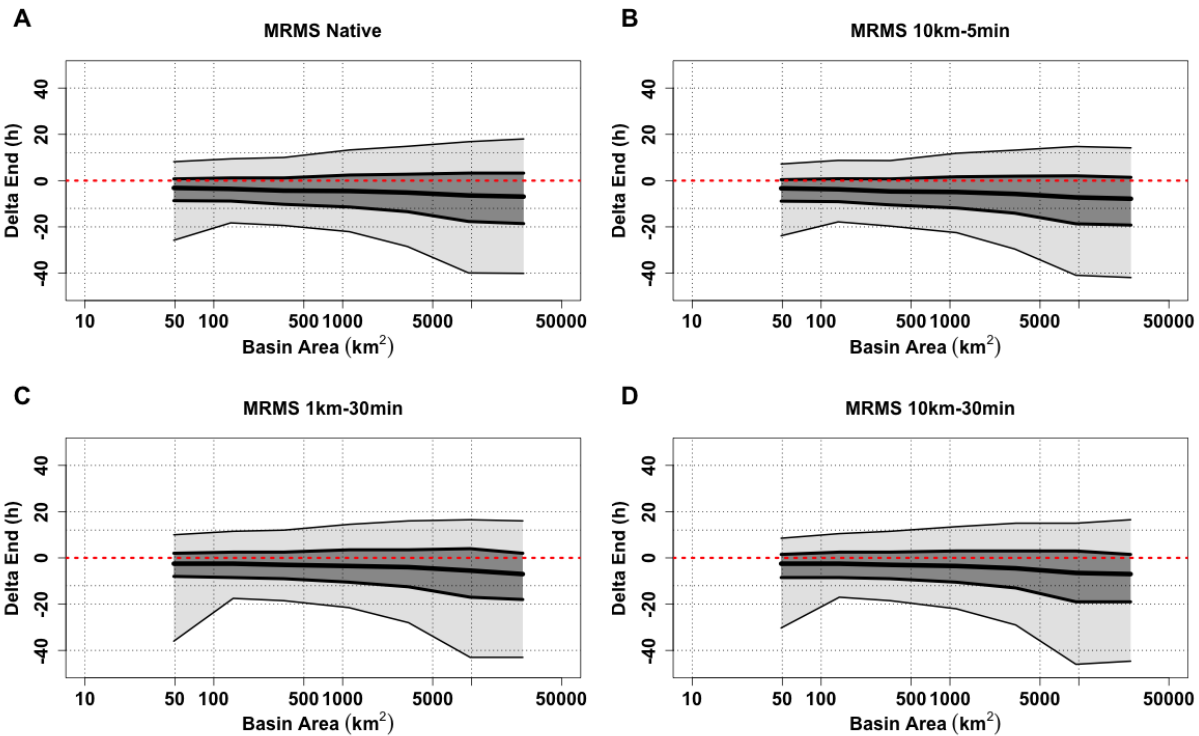 A
MRMS Native
Delta End (h)
40
20
0
-20
-40
10 50 100 500 1000 5000 50000
Basin Area (km²)
B
MRMS 10km-5min
Delta End (h)
40
20
0
-20
-40
10 50 100 500 1000 5000 50000
Basin Area (km²)
C
MRMS 1km-30min
Delta End (h)
40
20
0
-20
-40
10 50 100 500 1000 5000 50000
Basin Area (km²)
D
MRMS 10km-30min
Delta End (h)
40
20
0
-20
-40
10 50 100 500 1000 5000 50000
Basin Area (km²)